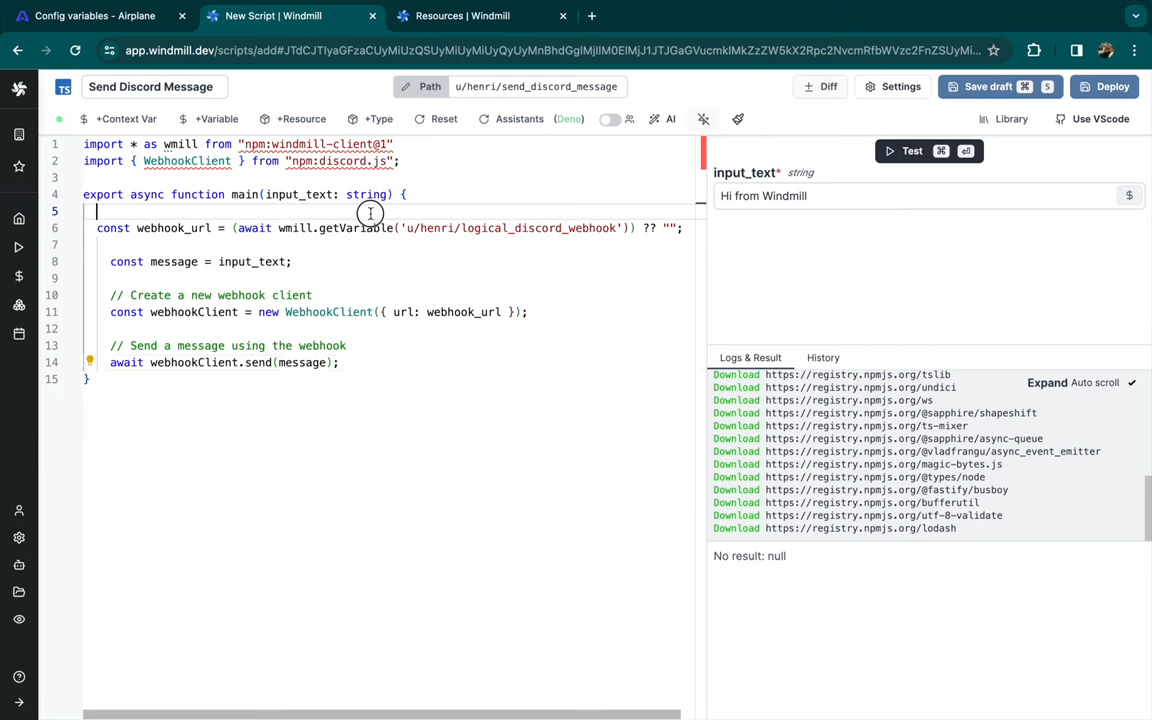 Config variables - Airplane
New Script | Windmill
Resources | Windmill
app.windmill.dev/scripts/add#JTdCJTIyaGFzaCUyMiUzQSUyMiUyMiUyQyUyMnBhdGglMjIlM0ElMjJ1JTJGaGVucmklMkZzZW5kX2Rpc2NvcmRfbWVzc2FnZSUyMi...
TS
Send Discord Message
Path
u/henri/send_discord_message
Diff
Settings
Save draft ⌘ S
Deploy
+Context Var
+Variable
+Resource
+Type
Reset
Assistants (Deno)
AI
Library
Use VScode
1 import * as wmill from "npm:windmill-client@1"
2 import { WebhookClient } from "npm:discord.js";
3
4 export async function main(input_text: string) {
5
6 const webhook_url = (await wmill.getVariable('u/henri/logical_discord_webhook')) ?? "";
7
8 const message = input_text;
9
10 // Create a new webhook client
11 const webhookClient = new WebhookClient({ url: webhook_url });
12
13 // Send a message using the webhook
14 await webhookClient.send(message);
15 }
Test ⌘
input_text* string
Hi from Windmill
$
Logs & Result
History
Expand Auto scroll
Download https://registry.npmjs.org/tslib
Download https://registry.npmjs.org/undici
Download https://registry.npmjs.org/ws
Download https://registry.npmjs.org/@sapphire/shapeshift
Download https://registry.npmjs.org/ts-mixer
Download https://registry.npmjs.org/@sapphire/async-queue
Download https://registry.npmjs.org/@vladfrangu/async_event_emitter
Download https://registry.npmjs.org/magic-bytes.js
Download https://registry.npmjs.org/@types/node
Download https://registry.npmjs.org/@fastify/busboy
Download https://registry.npmjs.org/bufferutil
Download https://registry.npmjs.org/utf-8-validate
Download https://registry.npmjs.org/lodash
No result: null